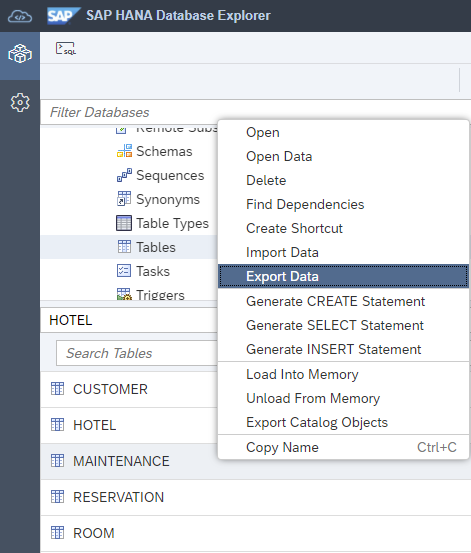 SAP SAP HANA Database Explorer
SQL
Filter Databases
Remote Subs
Schemas
Sequences
Synonyms
Table Types
Tables
Tasks
Triggers
HOTEL
Search Tables
CUSTOMER
HOTEL
MAINTENANCE
RESERVATION
ROOM
Open
Open Data
Delete
Find Dependencies
Create Shortcut
Import Data
Export Data
Generate CREATE Statement
Generate SELECT Statement
Generate INSERT Statement
Load Into Memory
Unload From Memory
Export Catalog Objects
Copy Name Ctrl+C